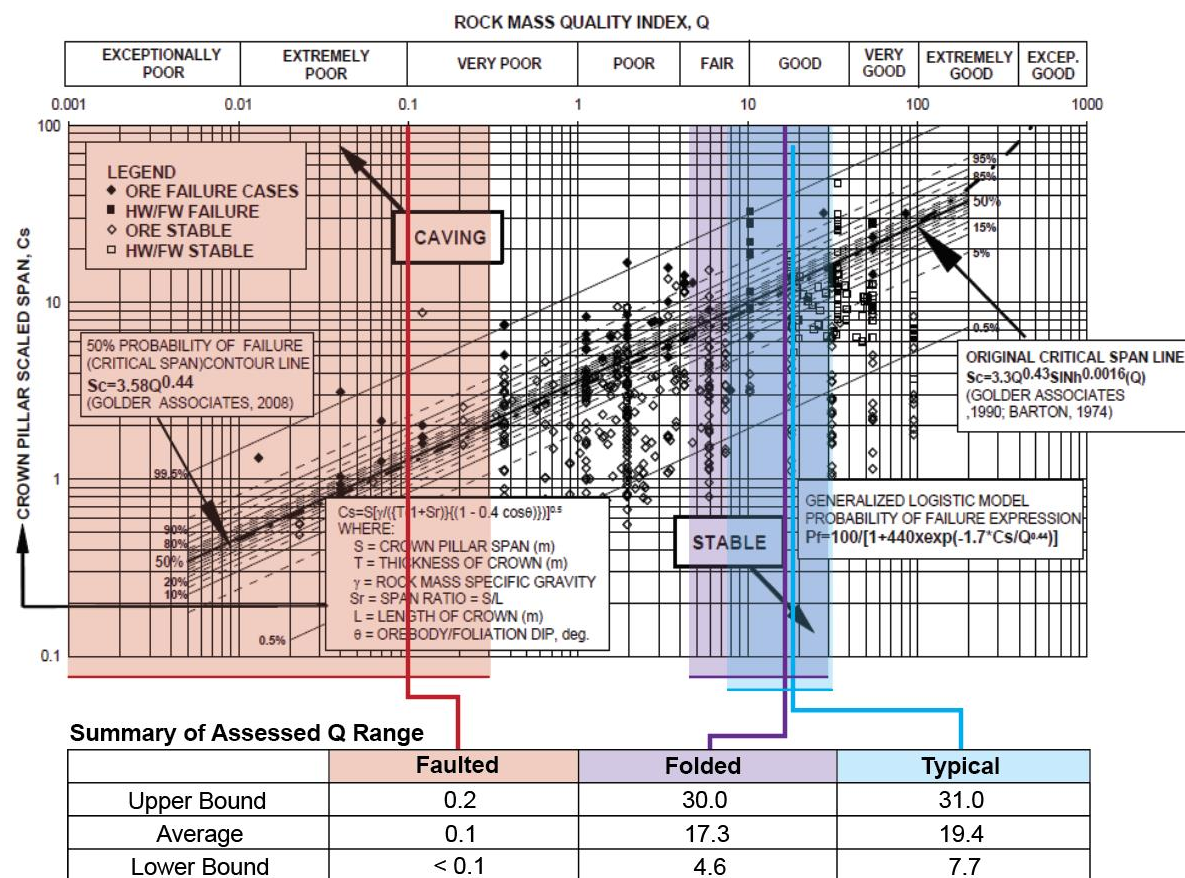 ROCK MASS QUALITY INDEX, Q
EXCEPTIONALLY POOR
EXTREMELY POOR
VERY POOR
POOR
FAIR
GOOD
VERY GOOD
EXTREMELY GOOD
EXCEP. GOOD
0.001 0.01 0.1 1 10 100 1000
100
10
1
0.1
CROWN PILLAR SCALED SPAN, Cs
LEGEND
ORE FAILURE CASES
HW/FW FAILURE
ORE STABLE
HW/FW STABLE
CAVING
95%
85%
50%
15%
5%
0.5%
50% PROBABILITY OF FAILURE
(CRITICAL SPAN)CONTOUR LINE
Sc=3.58Q0.44
(GOLDER ASSOCIATES, 2008)
ORIGINAL CRITICAL SPAN LINE
Sc=3.3Q0.43SINh0.0016(Q)
(GOLDER ASSOCIATES
,1990; BARTON, 1974)
99.5%
90%
80%
50%
20%
10%
0.5%
Cs=S[γ/({T(1+Sr)}{(1 - 0.4 cosθ)})]0.5
WHERE:
S = CROWN PILLAR SPAN (m)
T = THICKNESS OF CROWN (m)
γ = ROCK MASS SPECIFIC GRAVITY
Sr = SPAN RATIO = S/L
L = LENGTH OF CROWN (m)
θ = OREBODY/FOLIATION DIP, deg.
STABLE
GENERALIZED LOGISTIC MODEL
PROBABILITY OF FAILURE EXPRESSION
Pf=100/[1+440xexp(-1.7*Cs/Q0.44)]
Summary of Assessed Q Range
Faulted Folded Typical
Upper Bound 0.2 30.0 31.0
Average 0.1 17.3 19.4
Lower Bound < 0.1 4.6 7.7